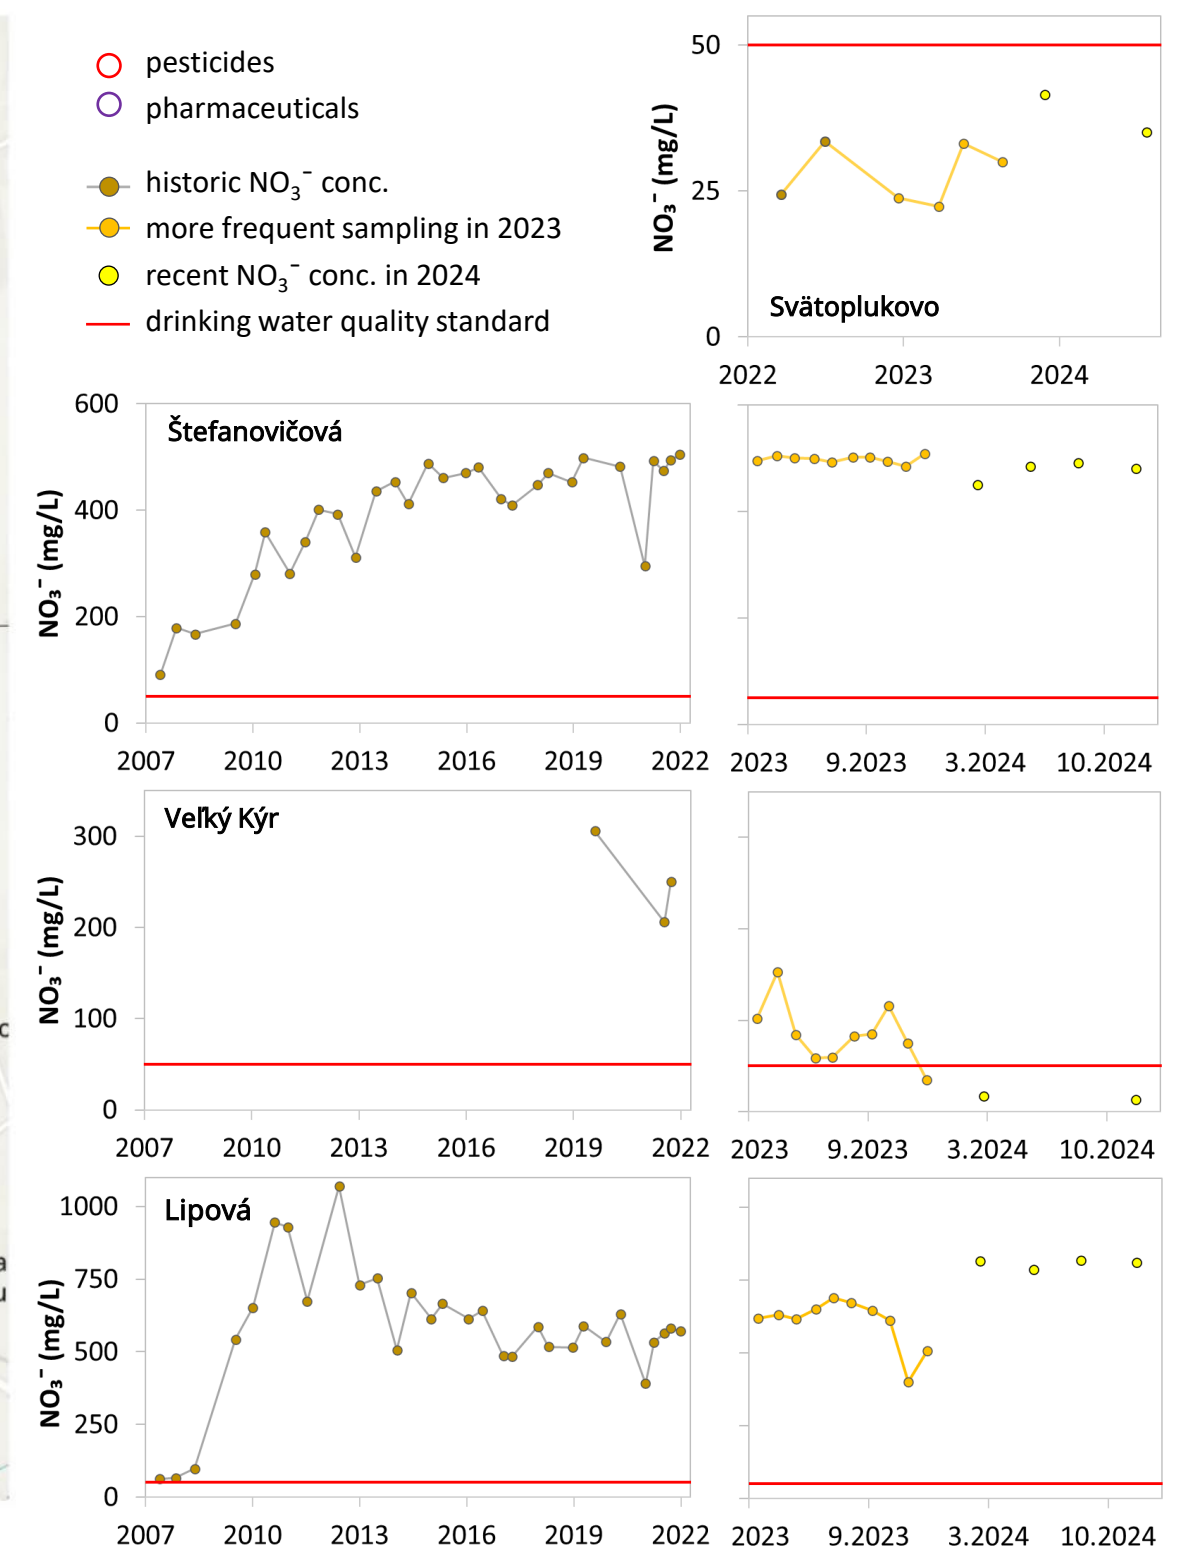 pesticides
pharmaceuticals
historic NO₃⁻ conc.
more frequent sampling in 2023
recent NO₃⁻ conc. in 2024
drinking water quality standard
NO₃⁻ (mg/L)
50
25
0
Svätoplukovo
2022 2023 2024
NO₃⁻ (mg/L)
600
400
200
0
Štefanovičová
2007 2010 2013 2016 2019 2022
2023 9.2023 3.2024 10.2024
NO₃⁻ (mg/L)
300
200
100
0
Veľký Kýr
2007 2010 2013 2016 2019 2022
2023 9.2023 3.2024 10.2024
NO₃⁻ (mg/L)
1000
750
500
250
0
Lipová
2007 2010 2013 2016 2019 2022
2023 9.2023 3.2024 10.2024